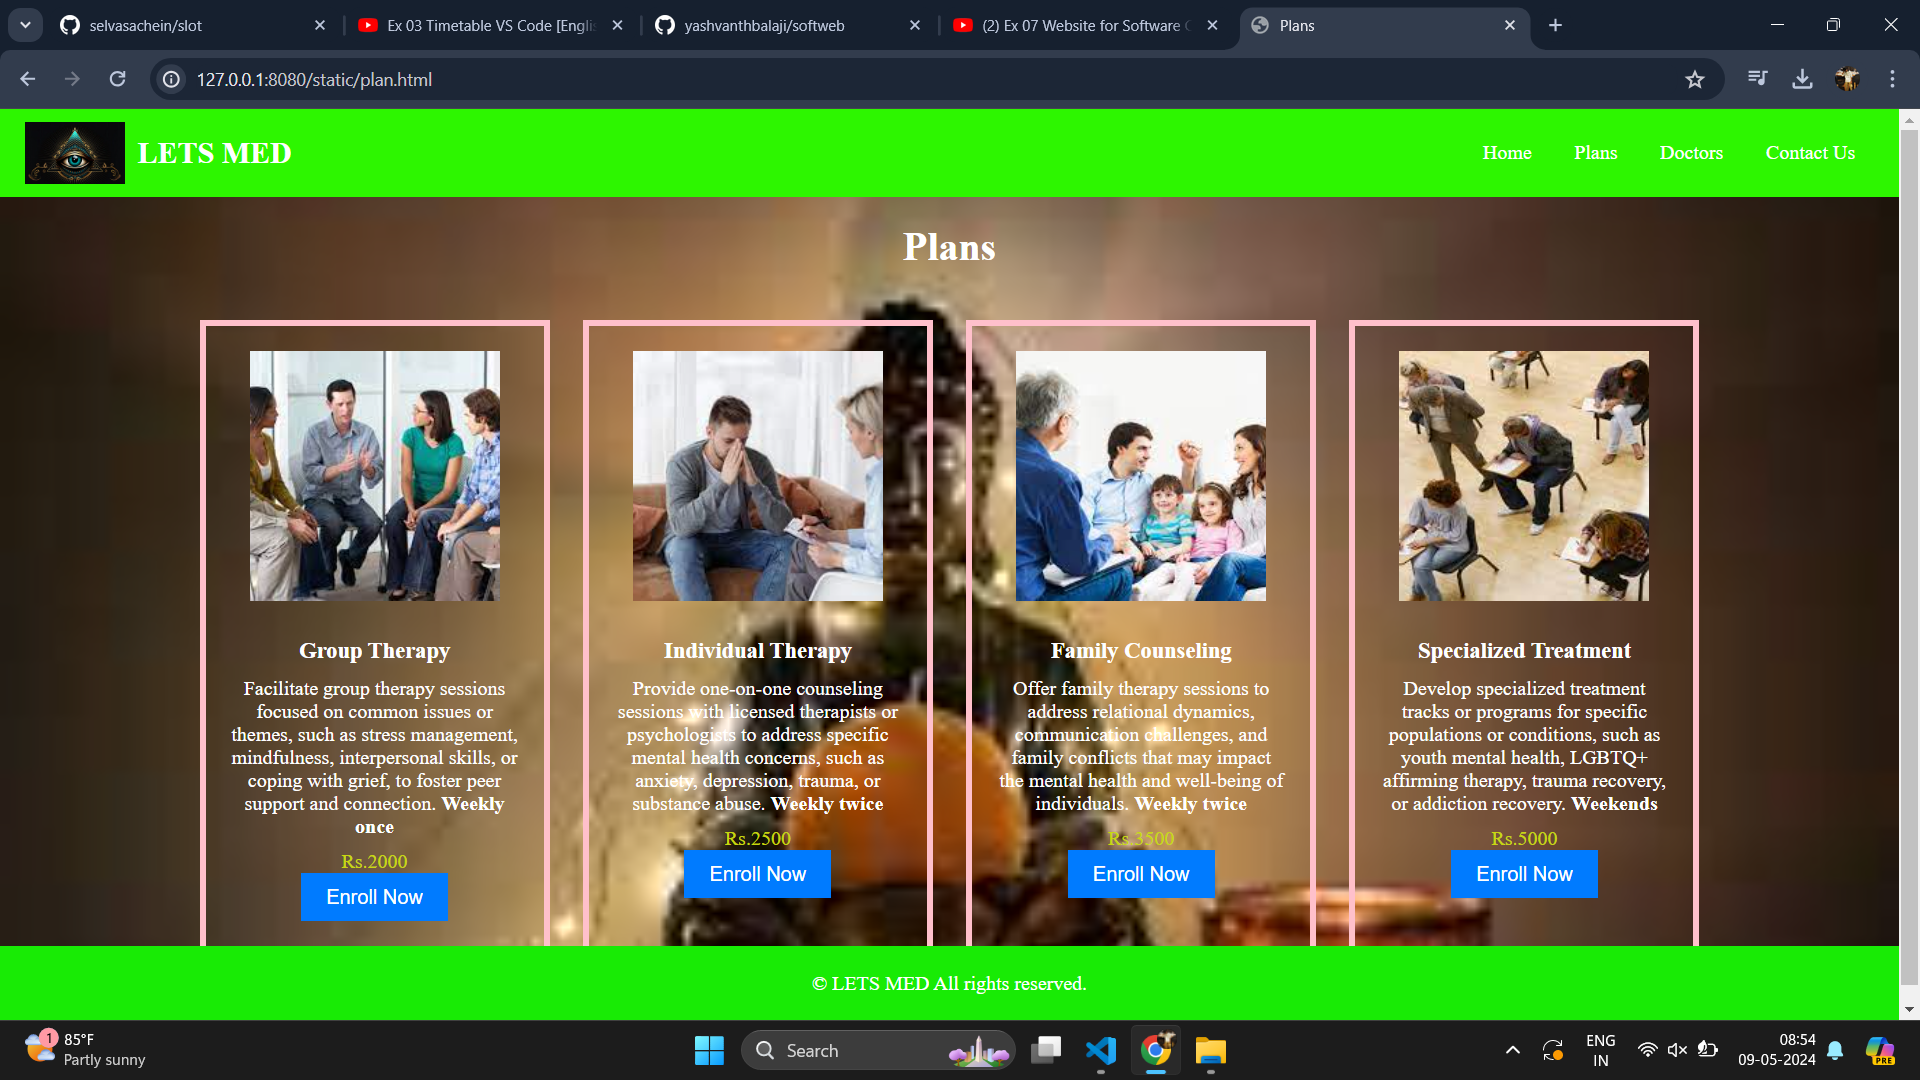 selvasachein/slot
Ex 03 Timetable VS Code [Englis
yashvanthbalaji/softweb
(2) Ex 07 Website for Software C
Plans
127.0.0.1:8080/static/plan.html
LETS MED
Home
Plans
Doctors
Contact Us
Plans
Group Therapy
Facilitate group therapy sessions
focused on common issues or
themes, such as stress management,
mindfulness, interpersonal skills, or
coping with grief, to foster peer
support and connection. Weekly
once
Rs.2000
Enroll Now
Individual Therapy
Provide one-on-one counseling
sessions with licensed therapists or
psychologists to address specific
mental health concerns, such as
anxiety, depression, trauma, or
substance abuse. Weekly twice
Rs.2500
Enroll Now
Family Counseling
Offer family therapy sessions to
address relational dynamics,
communication challenges, and
family conflicts that may impact
the mental health and well-being of
individuals. Weekly twice
Rs.3500
Enroll Now
Specialized Treatment
Develop specialized treatment
tracks or programs for specific
populations or conditions, such as
youth mental health, LGBTQ+
affirming therapy, trauma recovery,
or addiction recovery. Weekends
Rs.5000
Enroll Now
© LETS MED All rights reserved.
1
85°F
Partly sunny
Search
ENG
IN
08:54
09-05-2024
PRE